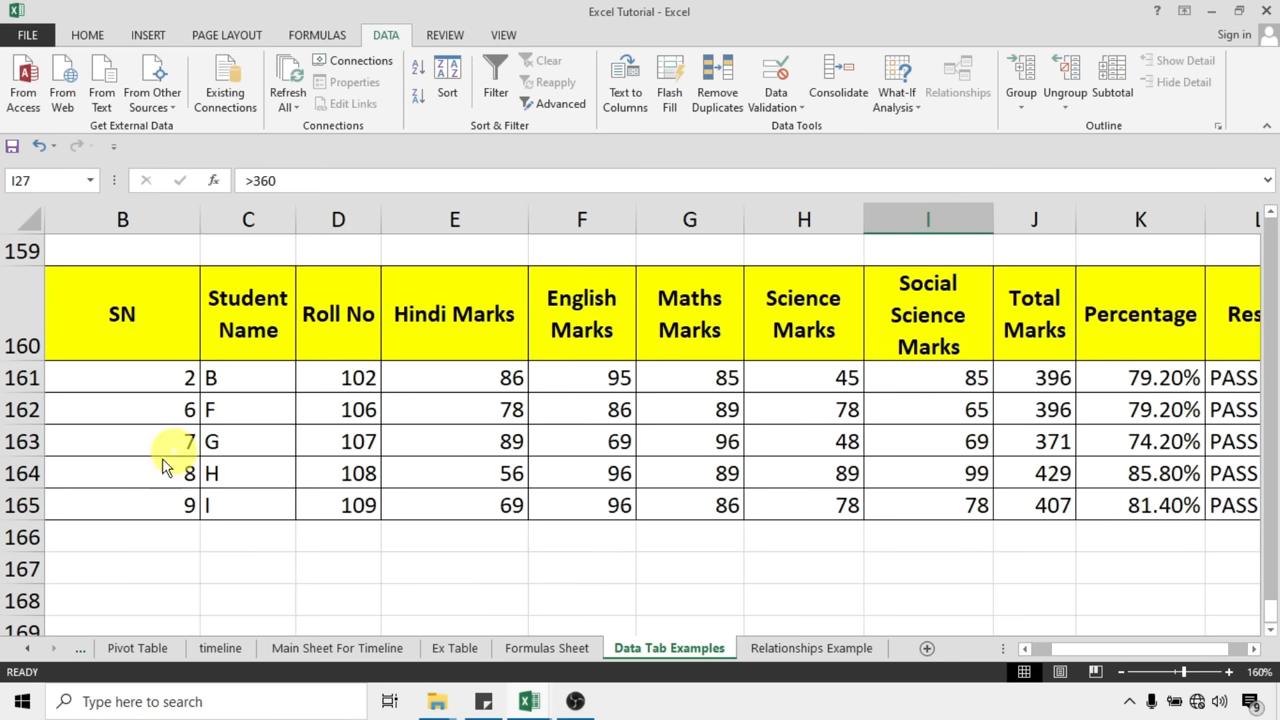 Excel Tutorial - Excel
?
FILE HOME INSERT PAGE LAYOUT FORMULAS DATA REVIEW VIEW Sign in
From Access
From Web
From Text
From Other Sources
Existing Connections
Get External Data
Refresh All
Connections
Properties
Edit Links
Connections
Sort
Filter
Clear
Reapply
Advanced
Sort & Filter
Text to Columns
Flash Fill
Remove Duplicates
Data Validation
Consolidate
What-If Analysis
Relationships
Data Tools
Group
Ungroup
Subtotal
Show Detail
Hide Detail
Outline
I27 fx >360
B C D E F G H I J K L
159
160 SN Student Name Roll No Hindi Marks English Marks Maths Marks Science Marks Social Science Marks Total Marks Percentage Res
161 2 B 102 86 95 85 45 85 396 79.20% PASS
162 6 F 106 78 86 89 78 65 396 79.20% PASS
163 7 G 107 89 69 96 48 69 371 74.20% PASS
164 8 H 108 56 96 89 89 99 429 85.80% PASS
165 9 I 109 69 96 86 78 78 407 81.40% PASS
166
167
168
169
... Pivot Table timeline Main Sheet For Timeline Ex Table Formulas Sheet Data Tab Examples Relationships Example
READY 160%
Type here to search 9